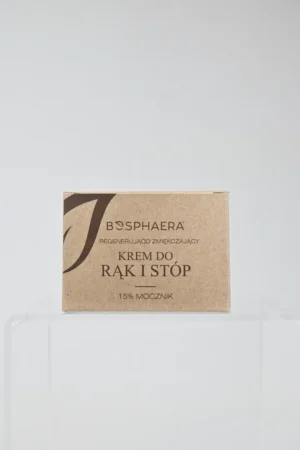 BOSPHAERA
REGENERUJĄCO ZMIĘKCZAJĄCY
KREM DO
RĄK I STÓP
15% MOCZNIK